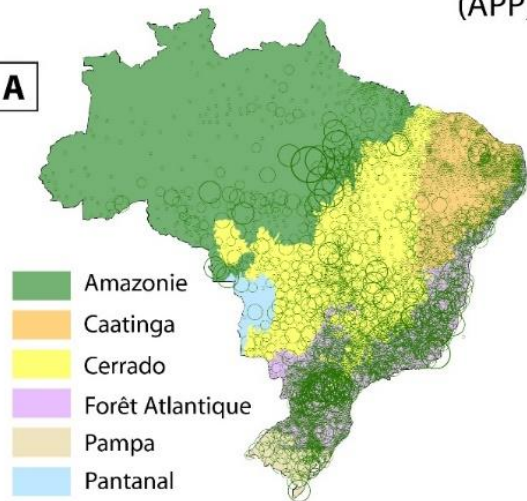 (APP)
A
Amazonie
Caatinga
Cerrado
Forêt Atlantique
Pampa
Pantanal